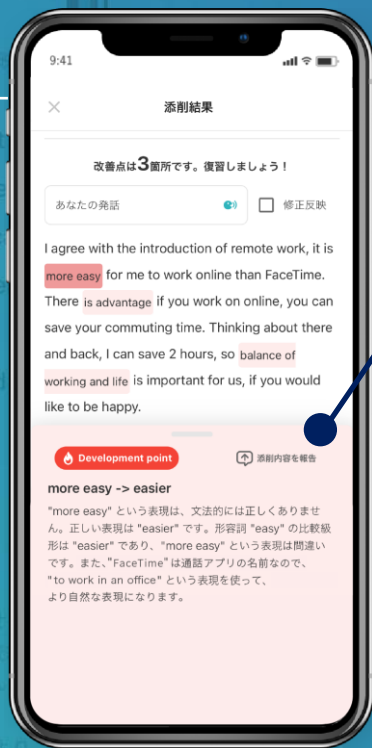 9:41
添削結果
改善点は3箇所です。復習しましょう！
あなたの発話
修正反映
I agree with the introduction of remote work, it is
more easy for me to work online than FaceTime.
There is advantage if you work on online, you can
save your commuting time. Thinking about there
and back, I can save 2 hours, so balance of
working and life is important for us, if you would
like to be happy.
Development point
添削内容を報告
more easy -> easier
"more easy" という表現は、文法的には正しくありませ
ん。正しい表現は "easier" です。形容詞 "easy" の比較級
形は "easier" であり、"more easy" という表現は間違い
です。また、"FaceTime"は通話アプリの名前なので、
"to work in an office" という表現を使って、
より自然な表現になります。